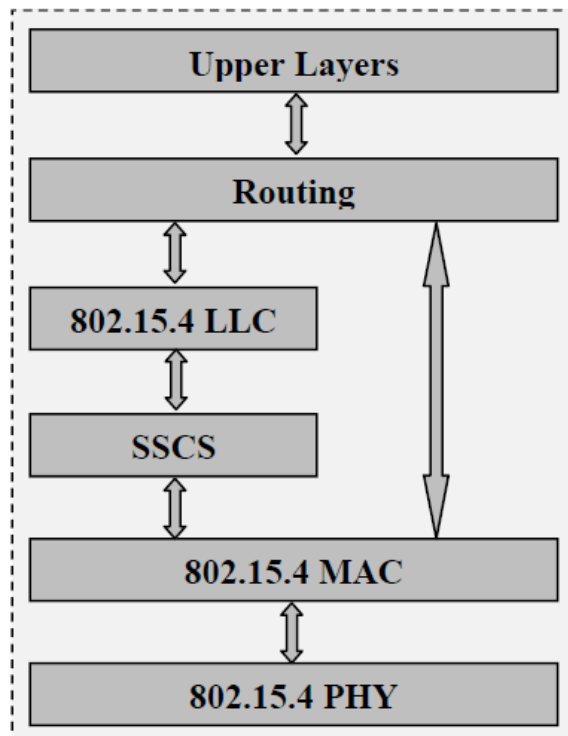 Upper Layers
Routing
802.15.4 LLC
SSCS
802.15.4 MAC
802.15.4 PHY